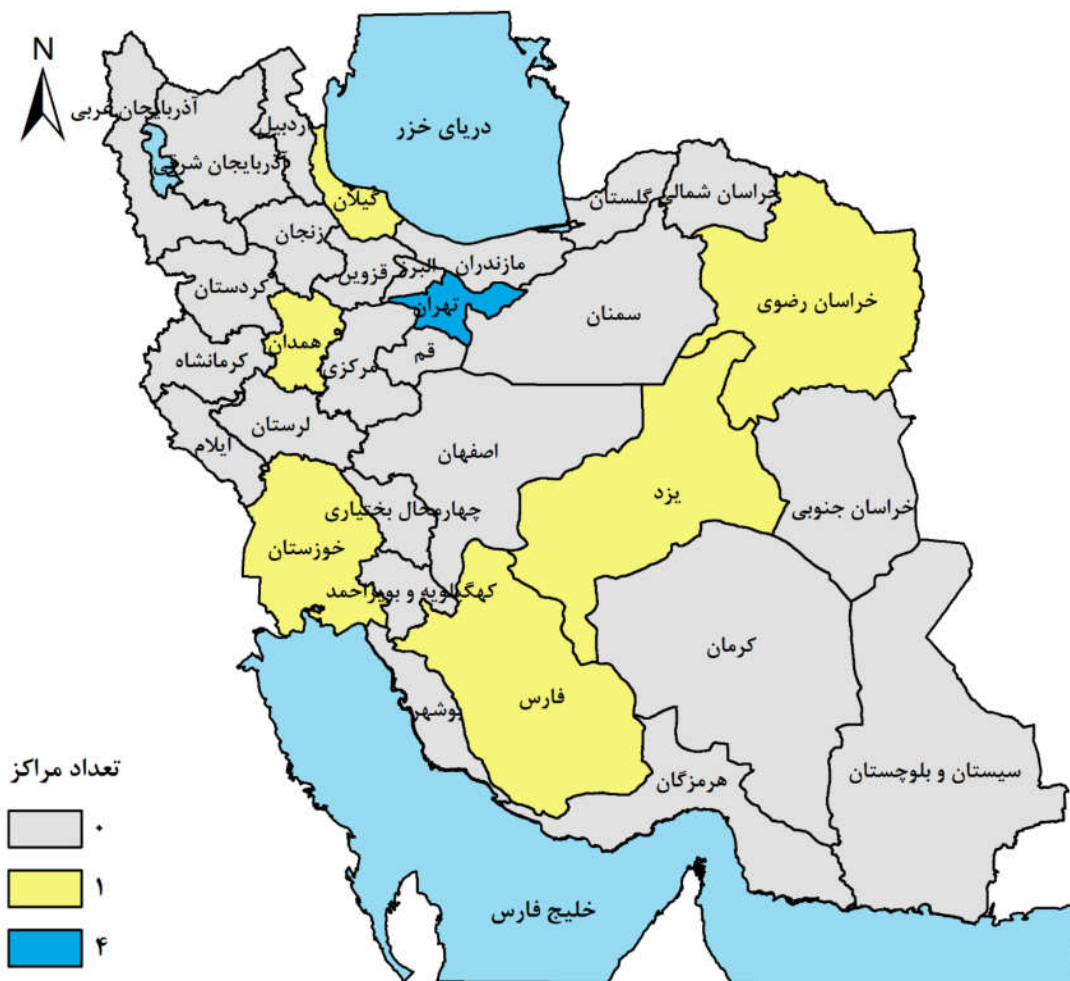 N
دریای خزر
آذربایجان غربی
آذربایجان شرقی
اردبیل
گیلان
گلستان
خراسان شمالی
زنجان
قزوین
البرز
مازندران
تهران
سمنان
خراسان رضوی
کردستان
همدان
کرمانشاه
مرکزی
قم
لرستان
ایلام
اصفهان
یزد
خراسان جنوبی
چهارمحال بختیاری
خوزستان
کهگیلویه و بویراحمد
کرمان
فارس
بوشهر
هرمزگان
سیستان و بلوچستان
خلیج فارس
تعداد مراکز
۰
۱
۴